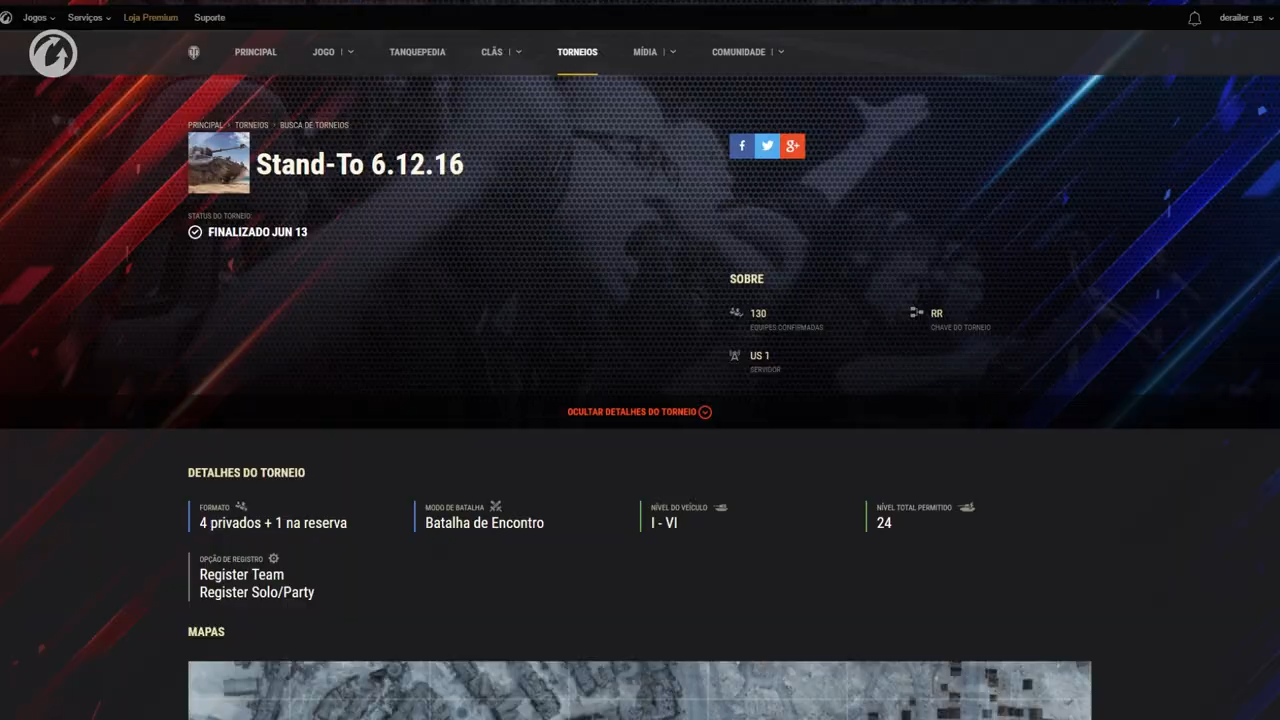 Jogos Serviços Loja Premium Suporte derailer_us
PRINCIPAL JOGO TANQUEPEDIA CLÃS TORNEIOS MÍDIA COMUNIDADE
PRINCIPAL TORNEIOS BUSCA DE TORNEIOS
Stand-To 6.12.16
f g+
STATUS DO TORNEIO
FINALIZADO JUN 13
SOBRE
130
EQUIPES CONFIRMADAS
RR
CHAVE DO TORNEIO
US 1
SERVIDOR
OCULTAR DETALHES DO TORNEIO
DETALHES DO TORNEIO
FORMATO
4 privados + 1 na reserva
MODO DE BATALHA
Batalha de Encontro
NÍVEL DO VEÍCULO
I - VI
NÍVEL TOTAL PERMITIDO
24
OPÇÃO DE REGISTRO
Register Team
Register Solo/Party
MAPAS